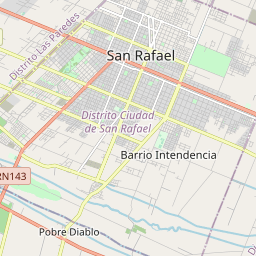 Distrito Las Paredes
San Rafael
Distrito Ciudad
de San Rafael
Barrio Intendencia
RN143
Pobre Diablo